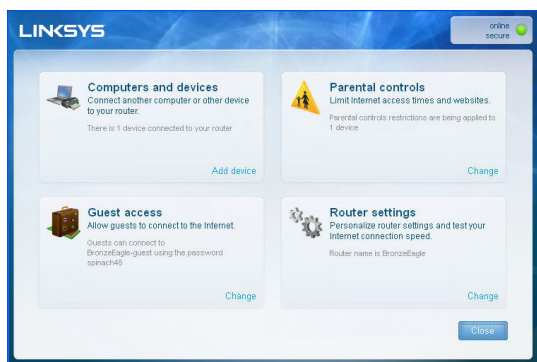 LINKSYS
online
secure
Computers and devices
Connect another computer or other device
to your router.
There is 1 device connected to your router
Add device
Parental controls
Limit Internet access times and websites.
Parental controls restrictions are being applied to
1 device
Change
Guest access
Allow guests to connect to the Internet.
Guests can connect to
BronzeEagle-guest using the password
spinach48
Change
Router settings
Personalize router settings and test your
Internet connection speed.
Router name is BronzeEagle
Change
Close